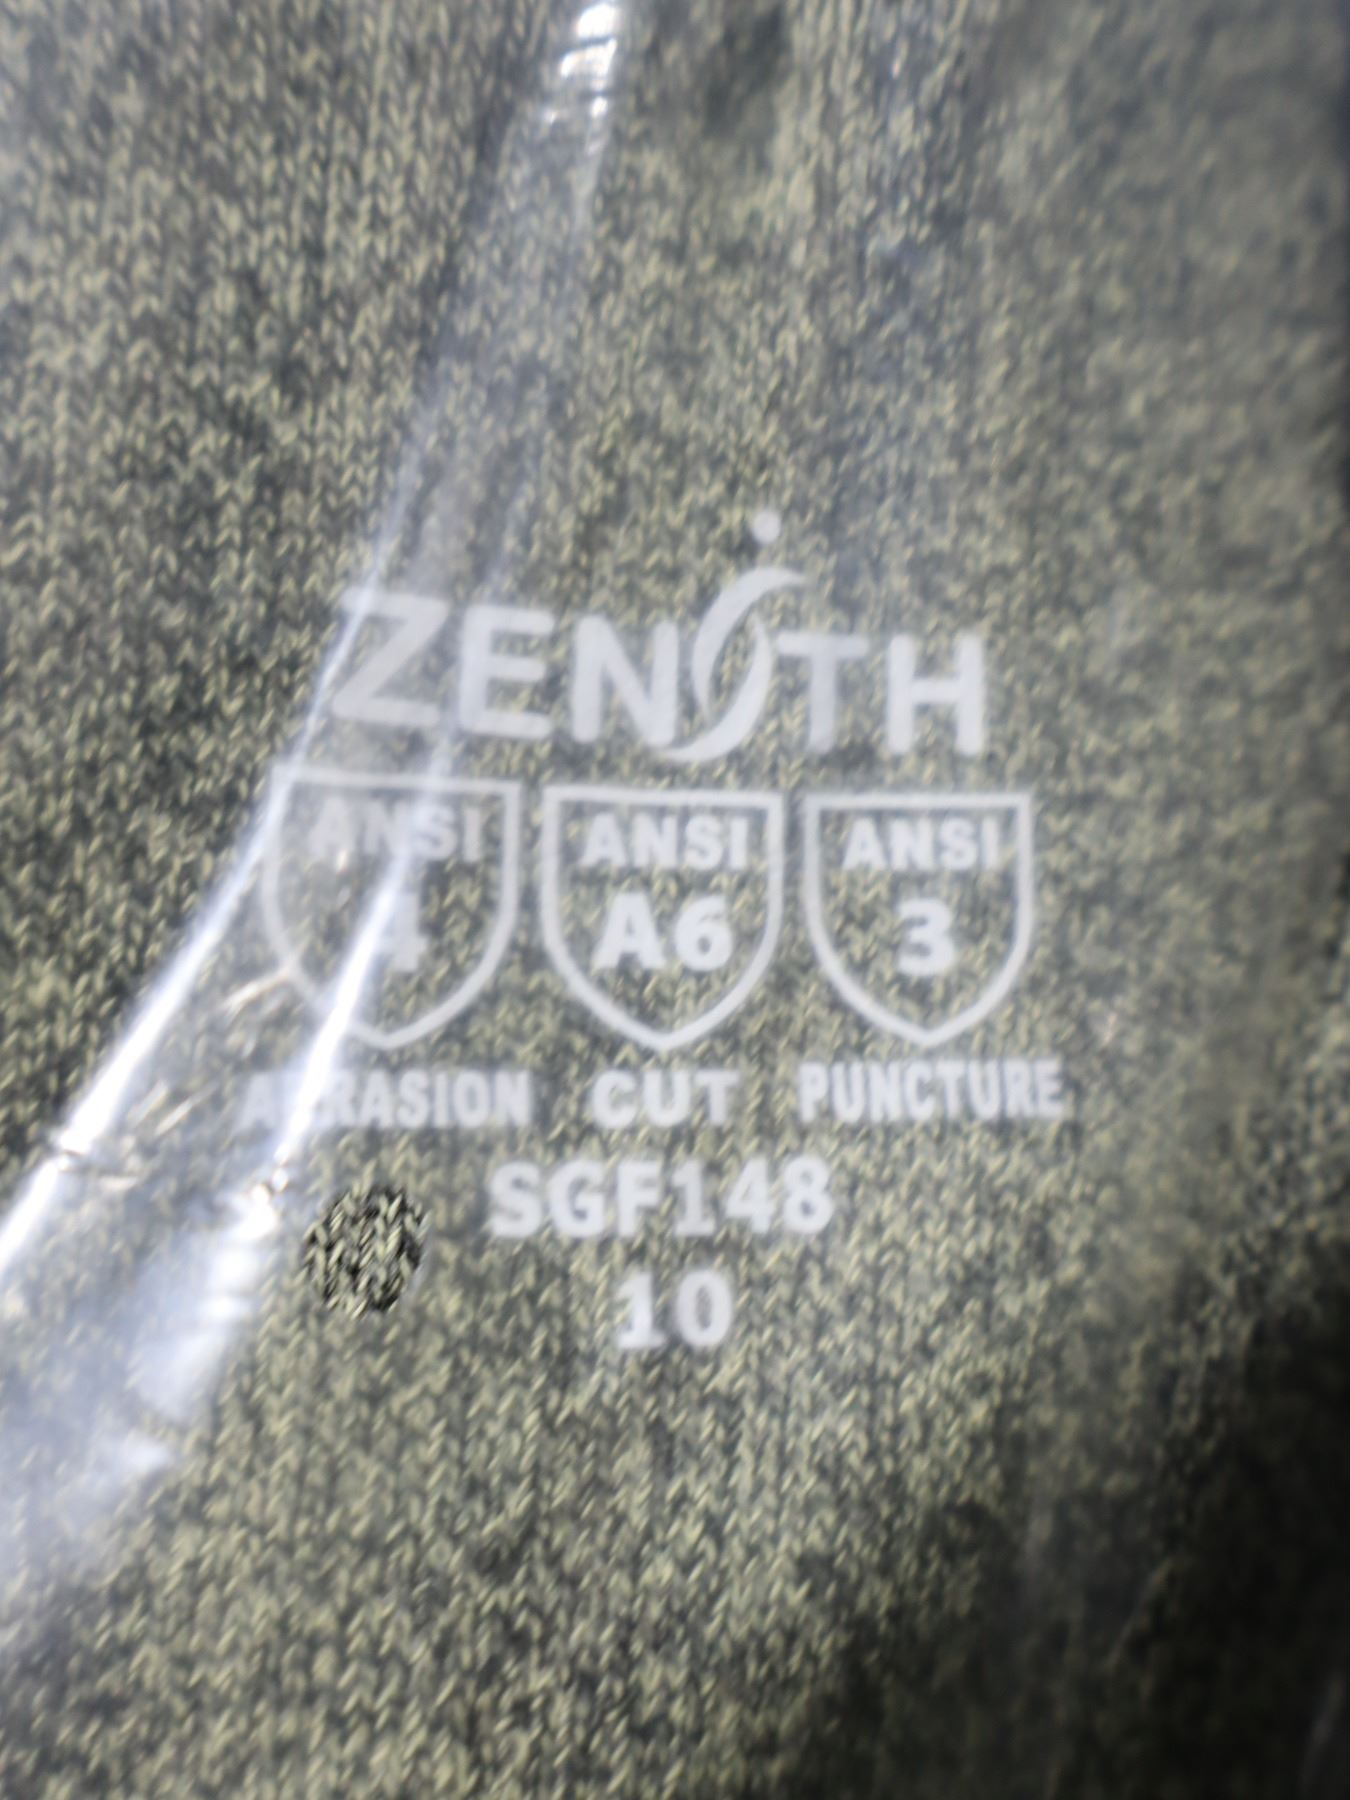 ZENITH
ANSI ANSI ANSI
4 A6 3
ABRASION CUT PUNCTURE
SGF148
10